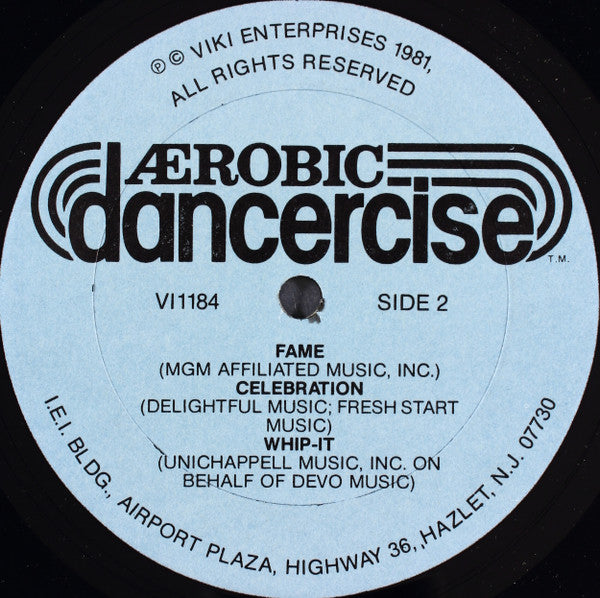 ℗ © VIKI ENTERPRISES 1981,
ALL RIGHTS RESERVED
ÆROBIC
dancercise
T.M.
VI1184 SIDE 2
FAME
(MGM AFFILIATED MUSIC, INC.)
CELEBRATION
(DELIGHTFUL MUSIC; FRESH START
MUSIC)
WHIP-IT
(UNICHAPPELL MUSIC, INC. ON
BEHALF OF DEVO MUSIC)
I.E.I. BLDG., AIRPORT PLAZA, HIGHWAY 36, HAZLET, N.J. 07730